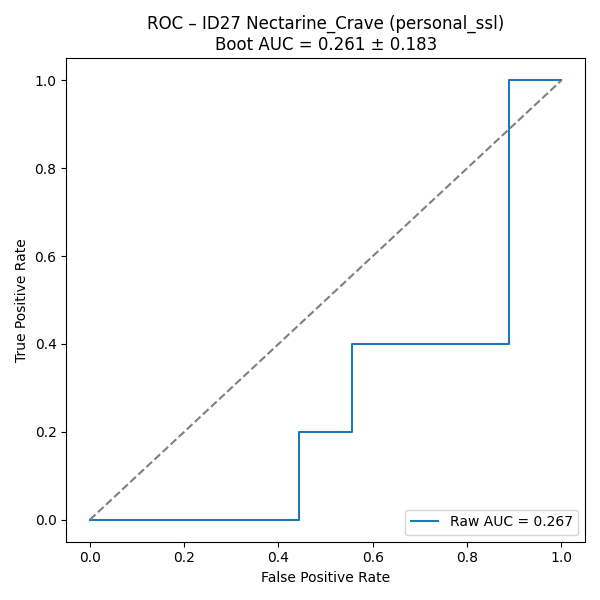 ROC – ID27 Nectarine_Crave (personal_ssl)
Boot AUC = 0.261 ± 0.183
1.0
0.8
0.6
0.4
0.2
0.0
True Positive Rate
Raw AUC = 0.267
0.0 0.2 0.4 0.6 0.8 1.0
False Positive Rate